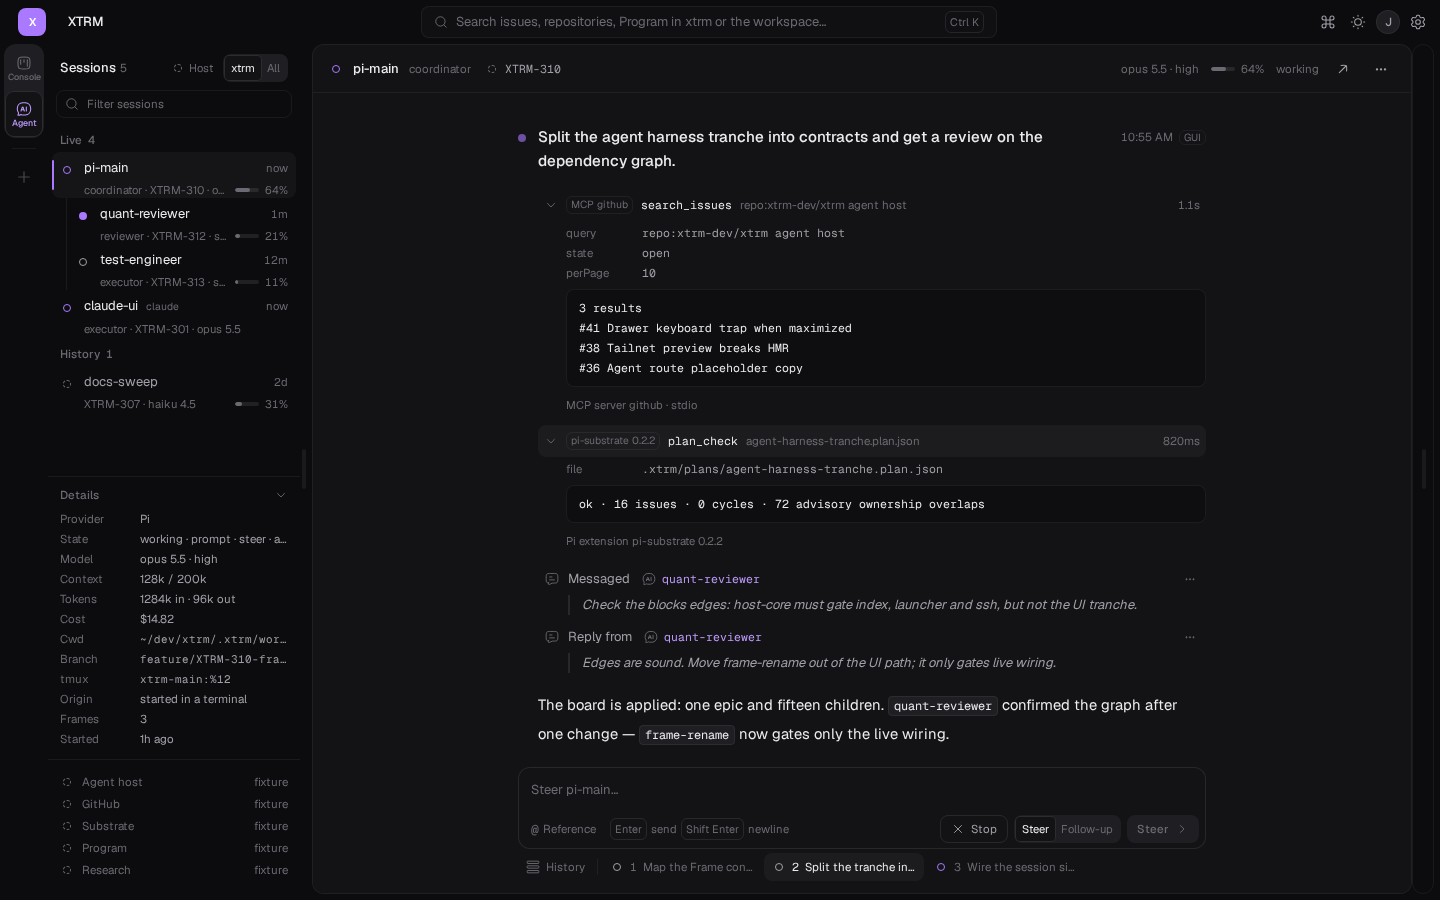 X XTRM Search issues, repositories, Program in xtrm or the workspace... Ctrl K J
Console
AI
Agent
Sessions 5 Host xtrm All
Filter sessions
Live 4
pi-main now
coordinator · XTRM-310 · o... 64%
quant-reviewer 1m
reviewer · XTRM-312 · s... 21%
test-engineer 12m
executor · XTRM-313 · s... 11%
claude-ui claude now
executor · XTRM-301 · opus 5.5
History 1
docs-sweep 2d
XTRM-307 · haiku 4.5 31%
Details
Provider Pi
State working · prompt · steer · a...
Model opus 5.5 · high
Context 128k / 200k
Tokens 1284k in · 96k out
Cost $14.82
Cwd ~/dev/xtrm/.xtrm/wor...
Branch feature/XTRM-310-fra...
tmux xtrm-main:%12
Origin started in a terminal
Frames 3
Started 1h ago
Agent host fixture
GitHub fixture
Substrate fixture
Program fixture
Research fixture
pi-main coordinator XTRM-310 opus 5.5 · high 64% working ...
Split the agent harness tranche into contracts and get a review on the 10:55 AM GUI
dependency graph.
MCP github search_issues repo:xtrm-dev/xtrm agent host 1.1s
query repo:xtrm-dev/xtrm agent host
state open
perPage 10
3 results
#41 Drawer keyboard trap when maximized
#38 Tailnet preview breaks HMR
#36 Agent route placeholder copy
MCP server github · stdio
pi-substrate 0.2.2 plan_check agent-harness-tranche.plan.json 820ms
file .xtrm/plans/agent-harness-tranche.plan.json
ok · 16 issues · 0 cycles · 72 advisory ownership overlaps
Pi extension pi-substrate 0.2.2
Messaged AI quant-reviewer ...
Check the blocks edges: host-core must gate index, launcher and ssh, but not the UI tranche.
Reply from AI quant-reviewer ...
Edges are sound. Move frame-rename out of the UI path; it only gates live wiring.
The board is applied: one epic and fifteen children. quant-reviewer confirmed the graph after
one change — frame-rename now gates only the live wiring.
Steer pi-main...
@ Reference Enter send Shift Enter newline Stop Steer Follow-up Steer
History 1 Map the Frame con... 2 Split the tranche in... 3 Wire the session si...